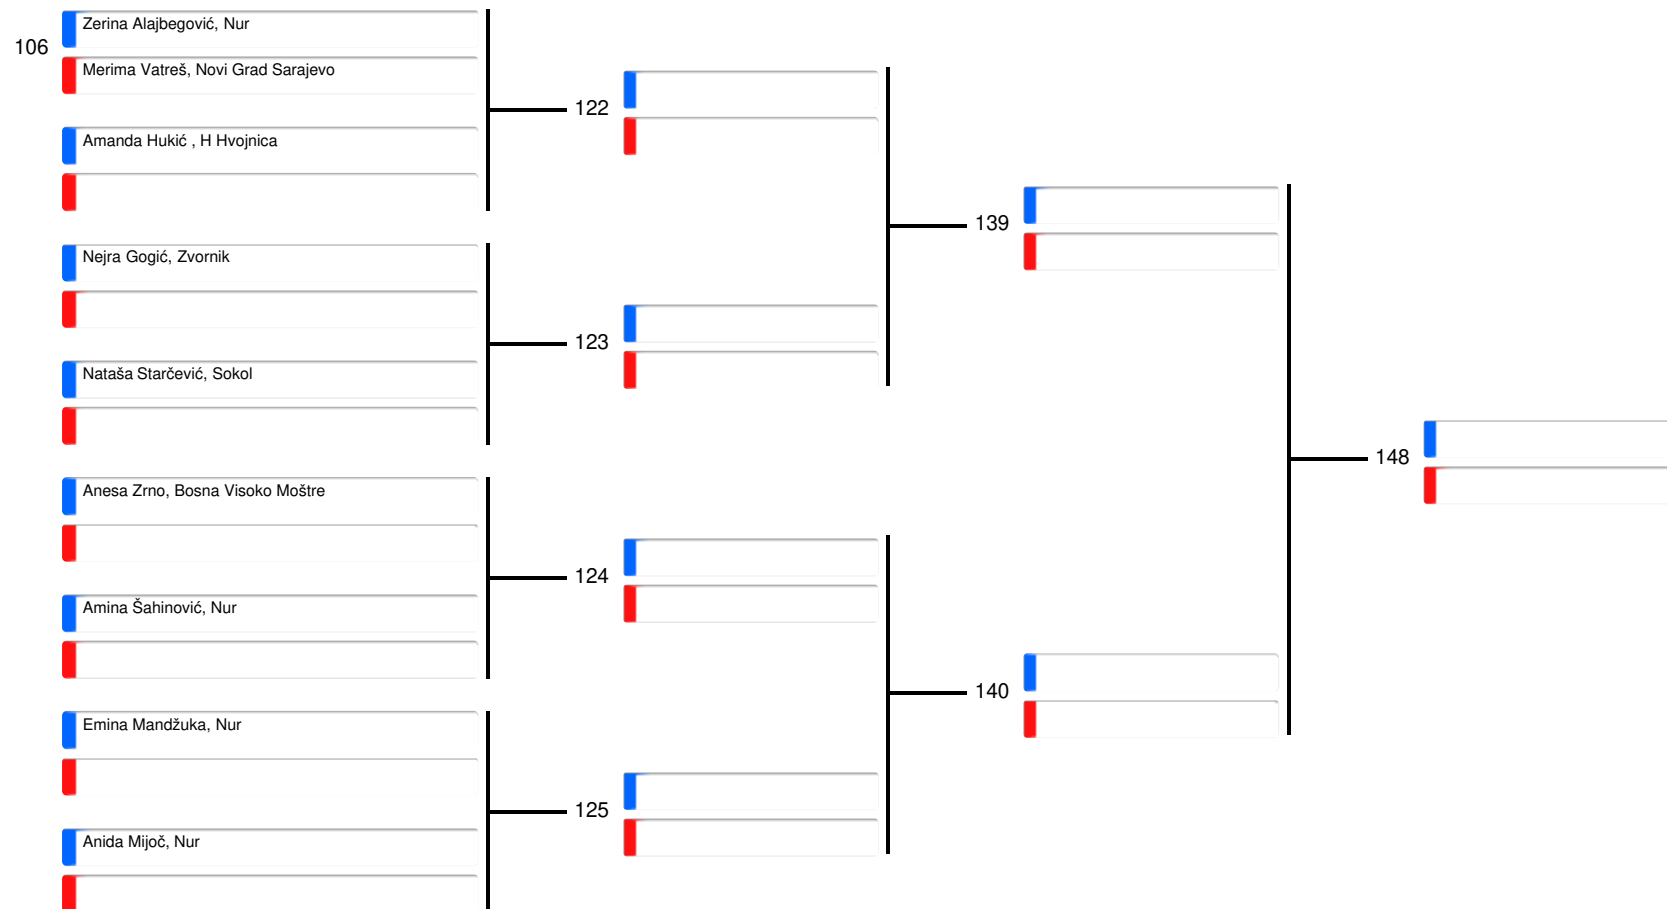 106
Zerina Alajbegović, Nur
Merima Vatreš, Novi Grad Sarajevo
Amanda Hukić , H Hvojnica
Nejra Gogić, Zvornik
Nataša Starčević, Sokol
Anesa Zrno, Bosna Visoko Moštre
Amina Šahinović, Nur
Emina Mandžuka, Nur
Anida Mijoč, Nur
122
123
124
125
139
140
148